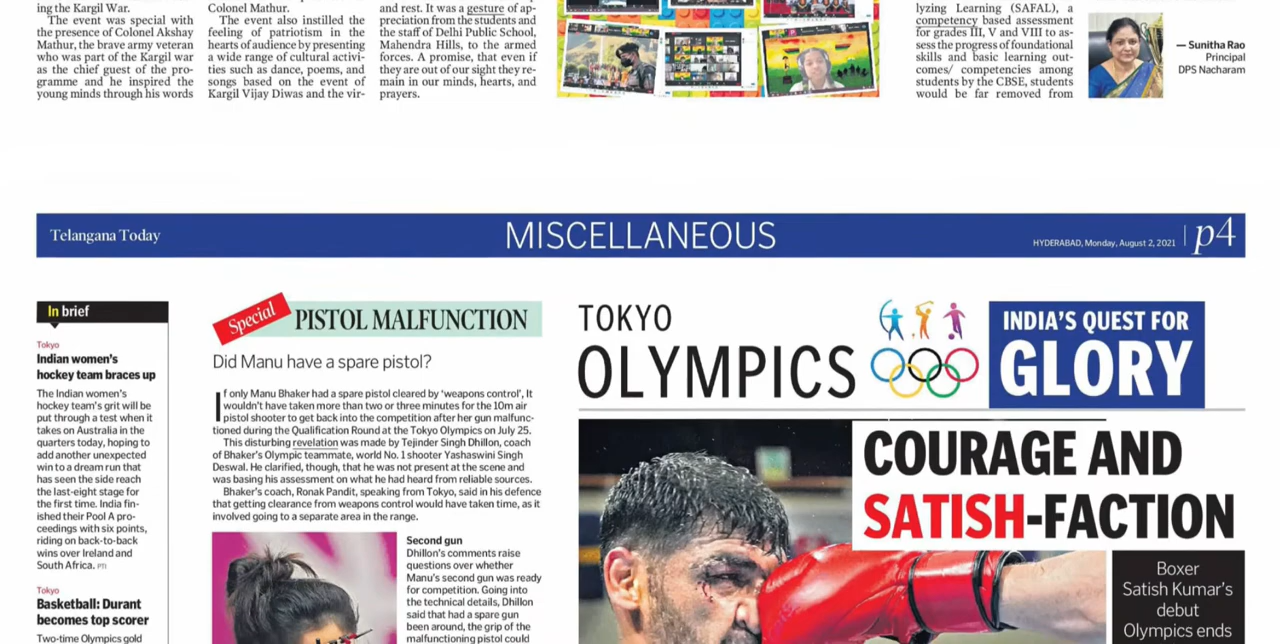 ing the Kargil War.
The event was special with
the presence of Colonel Akshay
Mathur, the brave army veteran
who was part of the Kargil war
as the chief guest of the pro-
gramme and he inspired the
young minds through his words
Colonel Mathur.
The event also instilled the
feeling of patriotism in the
hearts of audience by presenting
a wide range of cultural activi-
ties such as dance, poems, and
songs based on the event of
Kargil Vijay Diwas and the vir-
and rest. It was a gesture of ap-
preciation from the students and
the staff of Delhi Public School,
Mahendra Hills, to the armed
forces. A promise, that even if
they are out of our sight they re-
main in our minds, hearts, and
prayers.
lyzing Learning (SAFAL), a
competency based assessment
for grades III, V and VIII to as-
sess the progress of foundational
skills and basic learning out-
comes/ competencies among
students by the CBSE, students
would be far removed from
— Sunitha Rao
Principal
DPS Nacharam
Telangana Today
MISCELLANEOUS
HYDERABAD, Monday, August 2, 2021
p4
In brief
Tokyo
Indian women's
hockey team braces up
The Indian women's
hockey team's grit will be
put through a test when it
takes on Australia in the
quarters today, hoping to
add another unexpected
win to a dream run that
has seen the side reach
the last-eight stage for
the first time. India fin-
ished their Pool A pro-
ceedings with six points,
riding on back-to-back
wins over Ireland and
South Africa. PTI
Tokyo
Basketball: Durant
becomes top scorer
Two-time Olympics gold
Special
PISTOL MALFUNCTION
Did Manu have a spare pistol?
If only Manu Bhaker had a spare pistol cleared by 'weapons control', It
wouldn't have taken more than two or three minutes for the 10m air
pistol shooter to get back into the competition after her gun malfunc-
tioned during the Qualification Round at the Tokyo Olympics on July 25.
This disturbing revelation was made by Tejinder Singh Dhillon, coach
of Bhaker's Olympic teammate, world No. 1 shooter Yashaswini Singh
Deswal. He clarified, though, that he was not present at the scene and
was basing his assessment on what he had heard from reliable sources.
Bhaker's coach, Ronak Pandit, speaking from Tokyo, said in his defence
that getting clearance from weapons control would have taken time, as it
involved going to a separate area in the range.
Second gun
Dhillon's comments raise
questions over whether
Manu's second gun was ready
for competition. Going into
the technical details, Dhillon
said that had a spare gun
been around, the grip of the
malfunctioning pistol could
TOKYO
OLYMPICS
INDIA'S QUEST FOR
GLORY
COURAGE AND
SATISH-FACTION
Boxer
Satish Kumar's
debut
Olympics ends